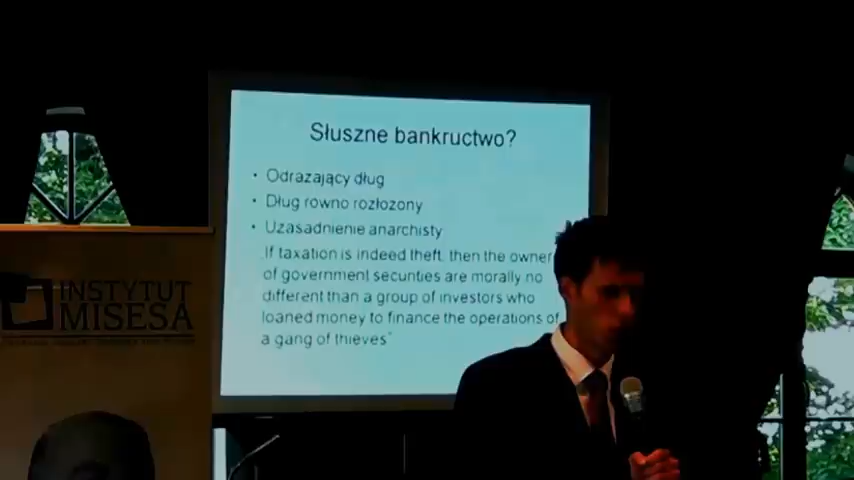 Słuszne bankructwo?
• Odrażający dług
• Dług rowno rozłożony
• Uzasadnienie anarchisty
If taxation is indeed theft, then the owner
of government securities are morally no
different than a group of investors who
loaned money to finance the operations of
a gang of thieves"
INSTYTUT
MISESA